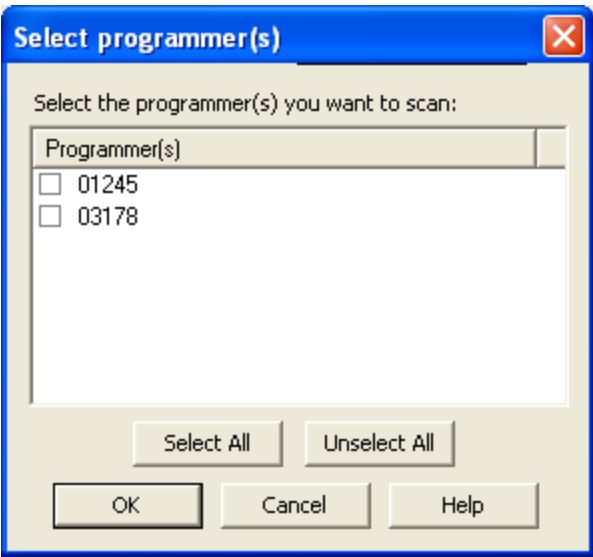 Select programmer(s)
Select the programmer(s) you want to scan:
Programmer(s)
01245
03178
Select All Unselect All
OK Cancel Help